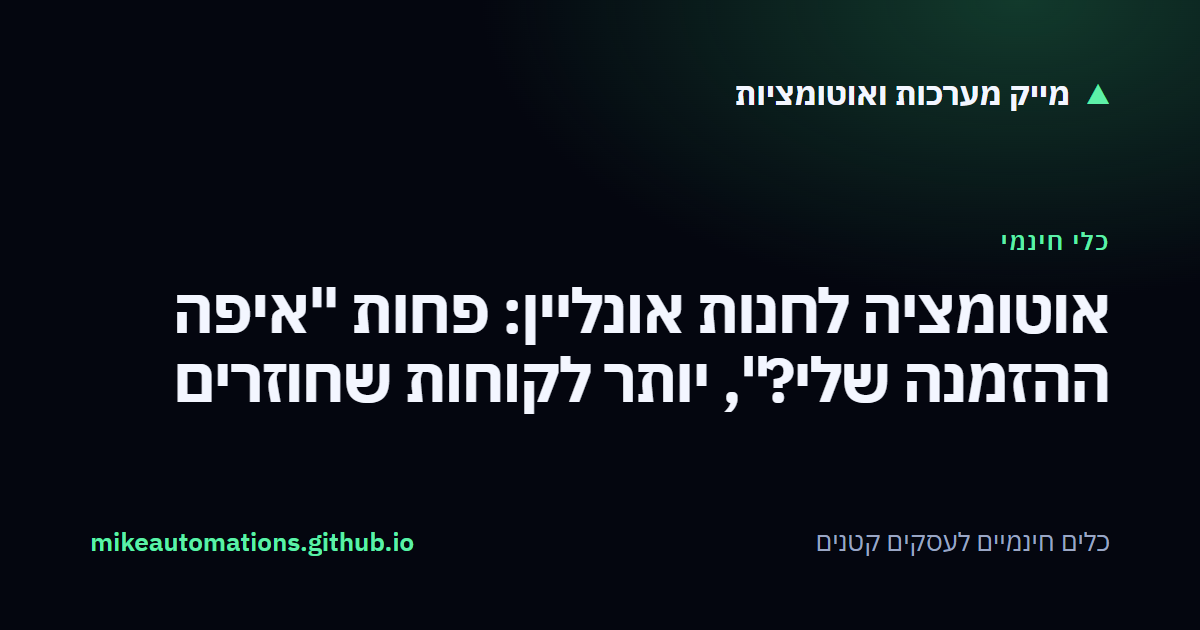 מייק מערכות ואוטומציות
כלי חינמי
אוטומציה לחנות אונליין: פחות "איפה
ההזמנה שלי?", יותר לקוחות שחוזרים
כלים חינמיים לעסקים קטנים
mikeautomations.github.io